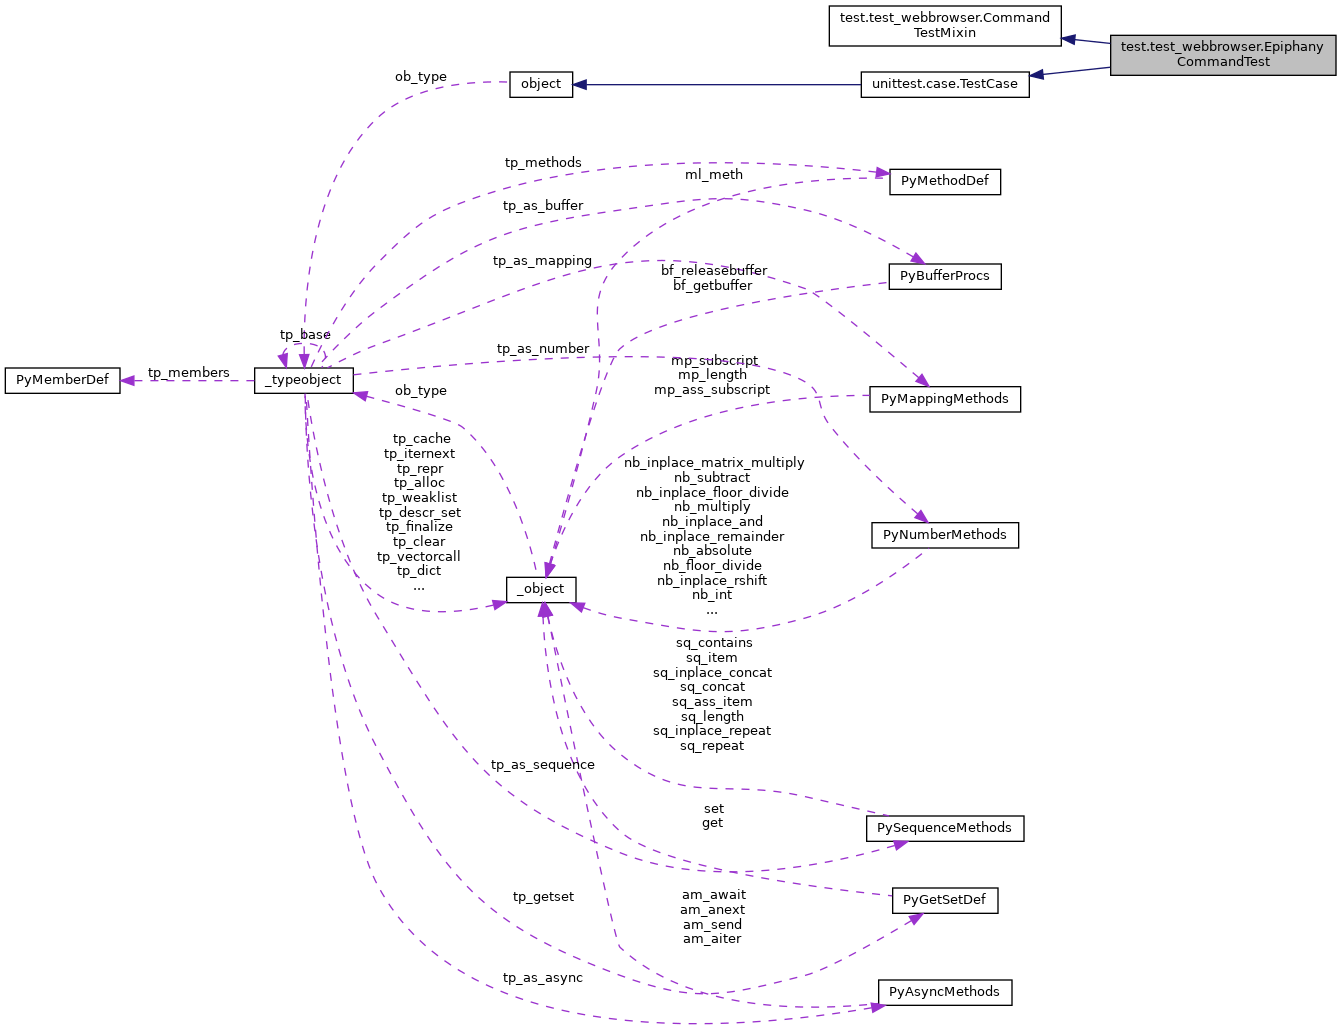 test.test_webbrowser.Command
TestMixin
test.test_webbrowser.Epiphany
CommandTest
ob_type
object
unittest.case.TestCase
tp_methods
ml_meth
PyMethodDef
tp_as_buffer
tp_as_mapping
bf_releasebuffer
bf_getbuffer
PyBufferProcs
tp_base
tp_as_number
mp_subscript
mp_length
mp_ass_subscript
PyMemberDef
tp_members
_typeobject
ob_type
PyMappingMethods
tp_cache
tp_iternext
tp_repr
tp_alloc
tp_weaklist
tp_descr_set
tp_finalize
tp_clear
tp_vectorcall
tp_dict
...
nb_inplace_matrix_multiply
nb_subtract
nb_inplace_floor_divide
nb_multiply
nb_inplace_and
nb_inplace_remainder
nb_absolute
nb_floor_divide
nb_inplace_rshift
nb_int
...
PyNumberMethods
_object
sq_contains
sq_item
sq_inplace_concat
sq_concat
sq_ass_item
sq_length
sq_inplace_repeat
sq_repeat
tp_as_sequence
set
get
PySequenceMethods
tp_getset
am_await
am_anext
am_send
am_aiter
PyGetSetDef
tp_as_async
PyAsyncMethods